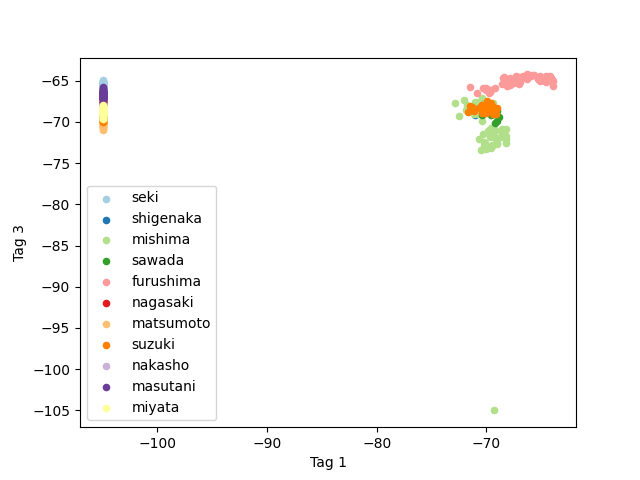 −65
−70
−75
−80
−85
−90
−95
−100
−105
Tag 3
seki
shigenaka
mishima
sawada
furushima
nagasaki
matsumoto
suzuki
nakasho
masutani
miyata
−100
−90
−80
−70
Tag 1